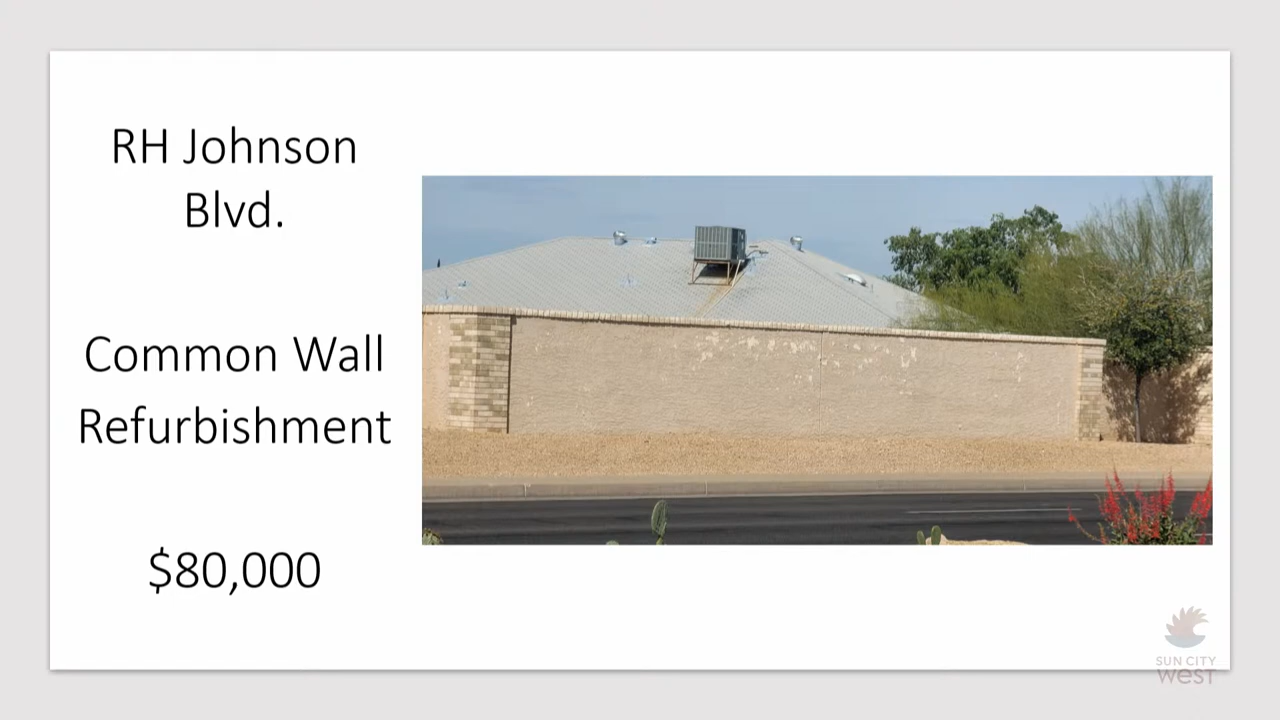 RH Johnson
Blvd.
Common Wall
Refurbishment
$80,000
SUN CITY
west